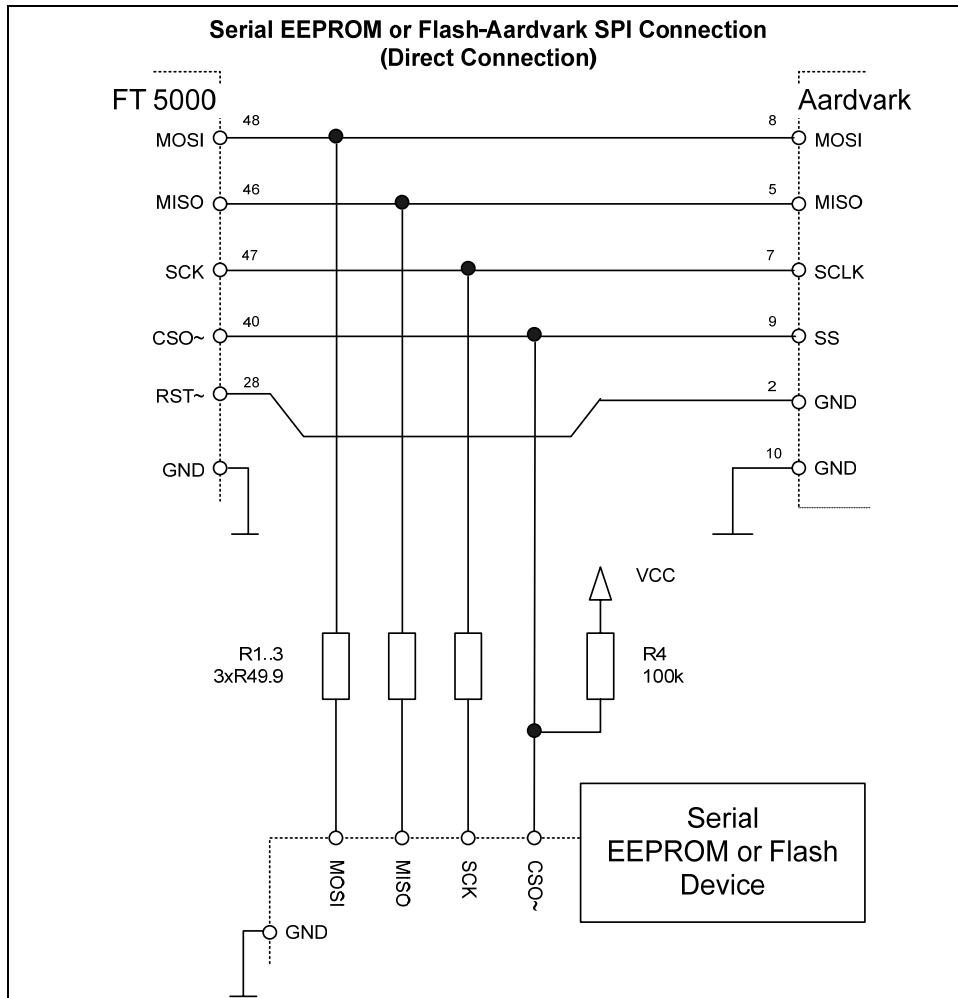 Serial EEPROM or Flash-Aardvark SPI Connection
(Direct Connection)
FT 5000
Aardvark
MOSI 48 8 MOSI
MISO 46 5 MISO
SCK 47 7 SCLK
CSO~ 40 9 SS
RST~ 28 2 GND
GND 10 GND
VCC
R1..3
3xR49.9
R4
100k
MOSI
MISO
SCK
CSO~
Serial
EEPROM or Flash
Device
GND